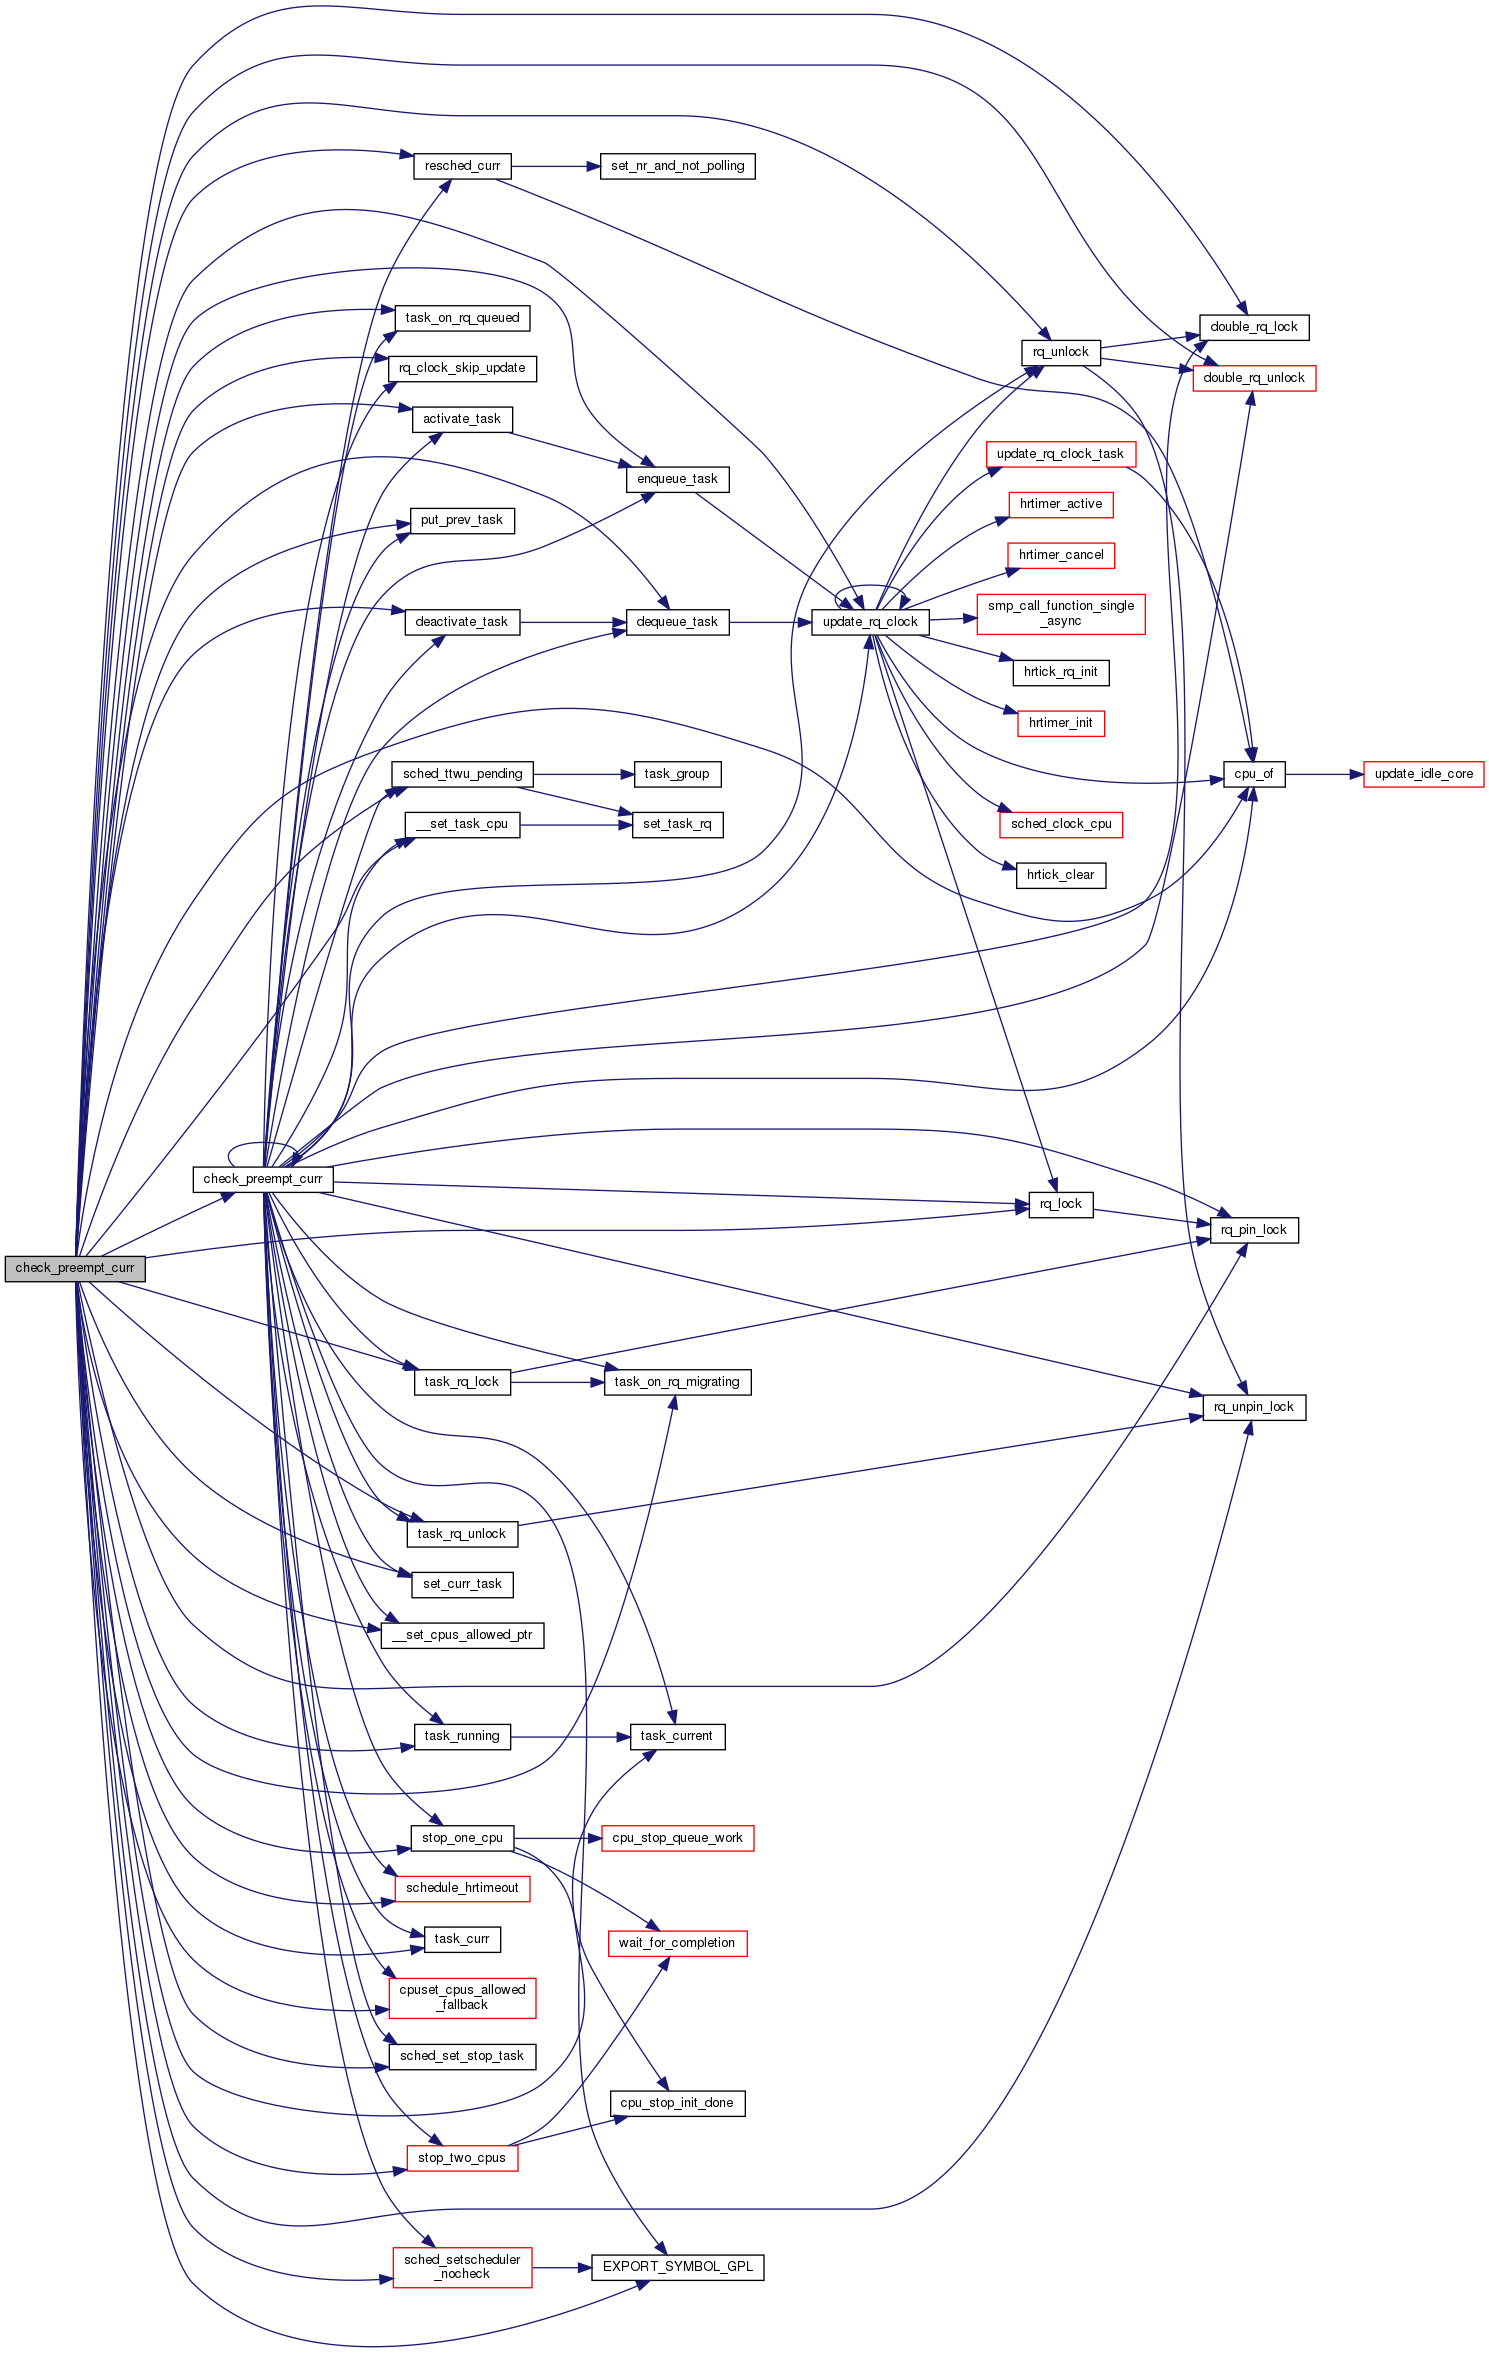 resched_curr
set_nr_and_not_polling
task_on_rq_queued
double_rq_lock
rq_unlock
rq_clock_skip_update
double_rq_unlock
activate_task
update_rq_clock_task
enqueue_task
hrtimer_active
put_prev_task
hrtimer_cancel
smp_call_function_single
_async
deactivate_task
dequeue_task
update_rq_clock
hrtick_rq_init
hrtimer_init
sched_ttwu_pending
task_group
cpu_of
update_idle_core
__set_task_cpu
set_task_rq
sched_clock_cpu
hrtick_clear
check_preempt_curr
rq_lock
rq_pin_lock
check_preempt_curr
task_rq_lock
task_on_rq_migrating
rq_unpin_lock
task_rq_unlock
set_curr_task
__set_cpus_allowed_ptr
task_running
task_current
stop_one_cpu
cpu_stop_queue_work
schedule_hrtimeout
task_curr
wait_for_completion
cpuset_cpus_allowed
_fallback
sched_set_stop_task
cpu_stop_init_done
stop_two_cpus
sched_setscheduler
_nocheck
EXPORT_SYMBOL_GPL